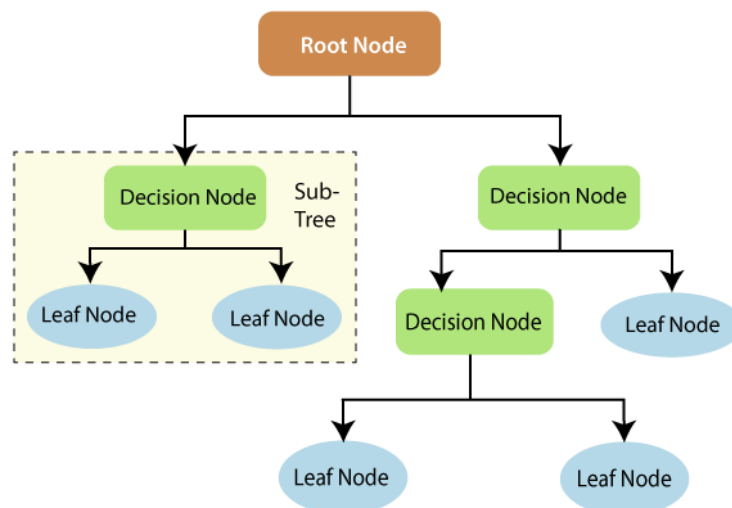 Root Node
Decision Node
Sub-
Tree
Decision Node
Leaf Node
Leaf Node
Decision Node
Leaf Node
Leaf Node
Leaf Node